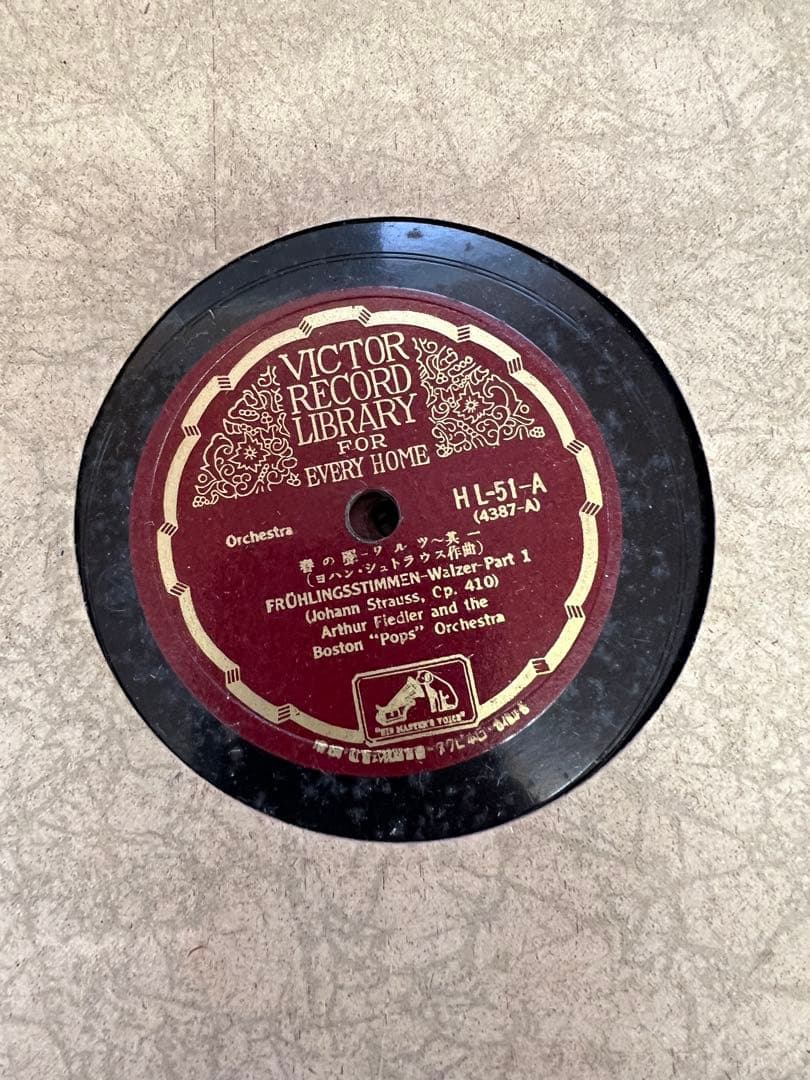 VICTOR
RECORD
LIBRARY
FOR
EVERY HOME
HL-51-A
(4387-A)
Orchestra
春の聲-ワルツ~其一
(ヨハン・シュトラウス作曲)
FRÜHLINGSSTIMMEN-Walzer-Part 1
(Johann Strauss, Op. 410)
Arthur Fiedler and the
Boston "Pops" Orchestra
"HIS MASTER'S VOICE"